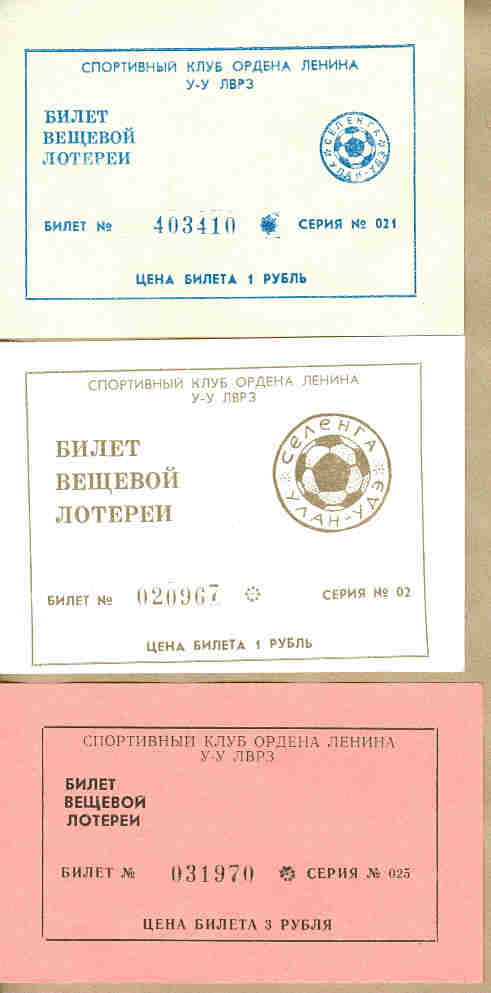 СПОРТИВНЫЙ КЛУБ ОРДЕНА ЛЕНИНА
У-У ЛВРЗ
БИЛЕТ
ВЕЩЕВОЙ
ЛОТЕРЕИ
СЕЛЕНГА
УЛАН-УДЭ
БИЛЕТ № 403410 СЕРИЯ № 021
ЦЕНА БИЛЕТА 1 РУБЛЬ
СПОРТИВНЫЙ КЛУБ ОРДЕНА ЛЕНИНА
У-У ЛВРЗ
БИЛЕТ
ВЕЩЕВОЙ
ЛОТЕРЕИ
СеЛеНГА
УЛАН-УДЭ
БИЛЕТ № 020967 СЕРИЯ № 02
ЦЕНА БИЛЕТА 1 РУБЛЬ
СПОРТИВНЫЙ КЛУБ ОРДЕНА ЛЕНИНА
У-У ЛВРЗ
БИЛЕТ
ВЕЩЕВОЙ
ЛОТЕРЕИ
БИЛЕТ № 031970 СЕРИЯ № 025
ЦЕНА БИЛЕТА 3 РУБЛЯ